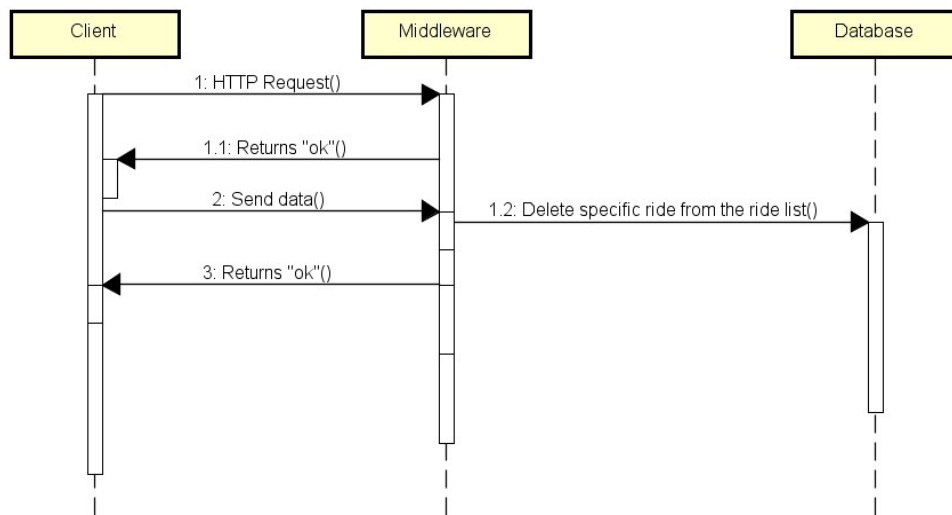 Client
Middleware
Database
1: HTTP Request()
1.1: Returns "ok"()
2: Send data()
1.2: Delete specific ride from the ride list()
3: Returns "ok"()